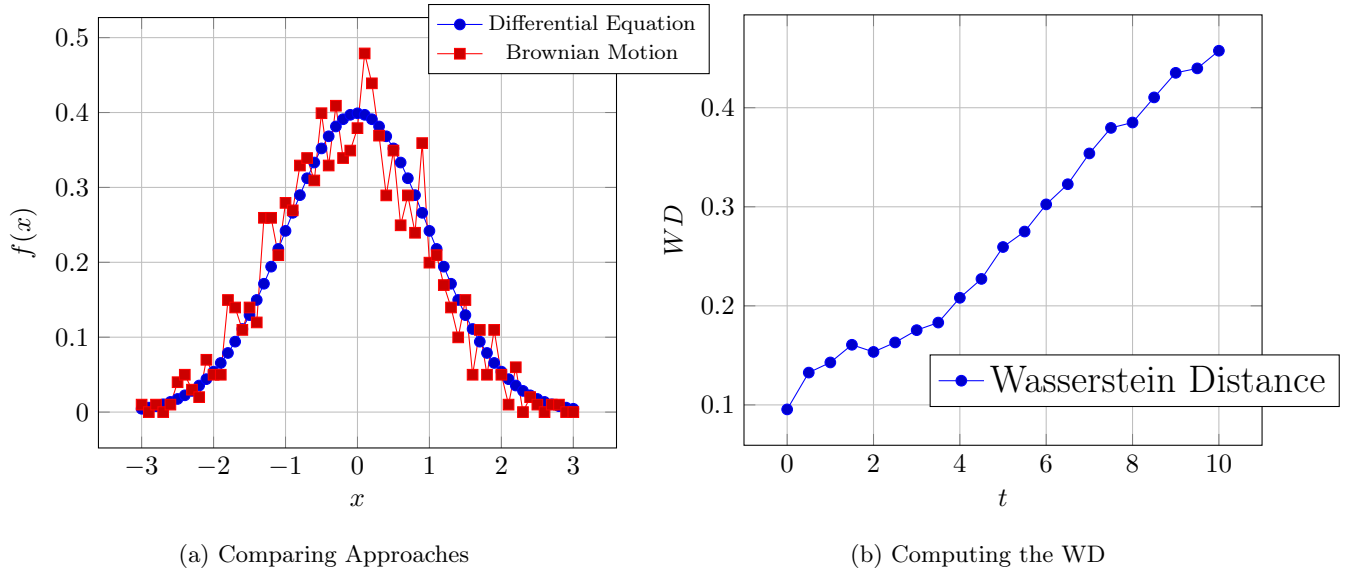 Differential Equation
Brownian Motion
0.5
0.4
0.3
0.2
0.1
0
f(x)
−3 −2 −1 0 1 2 3
x
(a) Comparing Approaches
0.4
0.3
0.2
0.1
WD
Wasserstein Distance
0 2 4 6 8 10
t
(b) Computing the WD